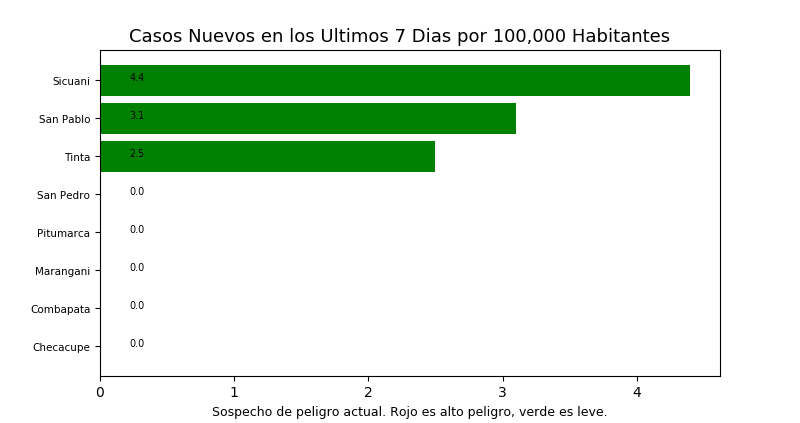 Casos Nuevos en los Ultimos 7 Dias por 100,000 Habitantes
Sicuani 4.4
San Pablo 3.1
Tinta 2.5
San Pedro 0.0
Pitumarca 0.0
Marangani 0.0
Combapata 0.0
Checacupe 0.0
0 1 2 3 4
Sospecho de peligro actual. Rojo es alto peligro, verde es leve.